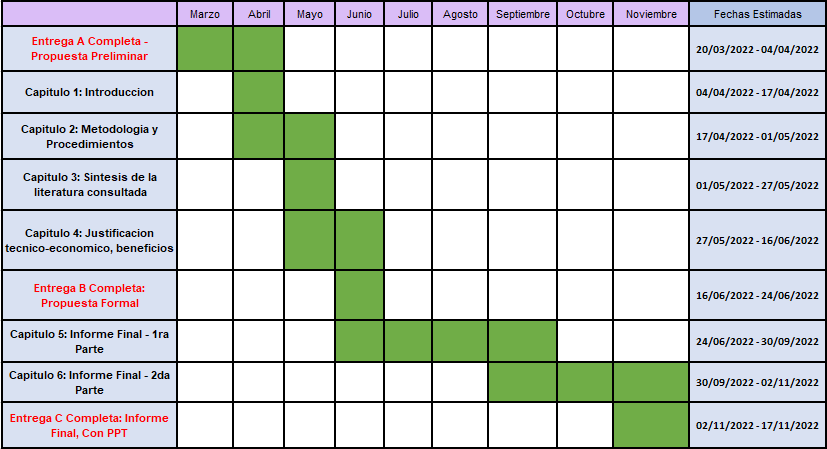 Marzo Abril Mayo Junio Julio Agosto Septiembre Octubre Noviembre Fechas Estimadas
Entrega A Completa -
Propuesta Preliminar
20/03/2022 - 04/04/2022
Capitulo 1: Introduccion
04/04/2022 - 17/04/2022
Capitulo 2: Metodologia y
Procedimientos
17/04/2022 - 01/05/2022
Capitulo 3: Sintesis de la
literatura consultada
01/05/2022 - 27/05/2022
Capitulo 4: Justificacion
tecnico-economico, beneficios
27/05/2022 - 16/06/2022
Entrega B Completa:
Propuesta Formal
16/06/2022 - 24/06/2022
Capitulo 5: Informe Final - 1ra
Parte
24/06/2022 - 30/09/2022
Capitulo 6: Informe Final - 2da
Parte
30/09/2022 - 02/11/2022
Entrega C Completa: Informe
Final, Con PPT
02/11/2022 - 17/11/2022